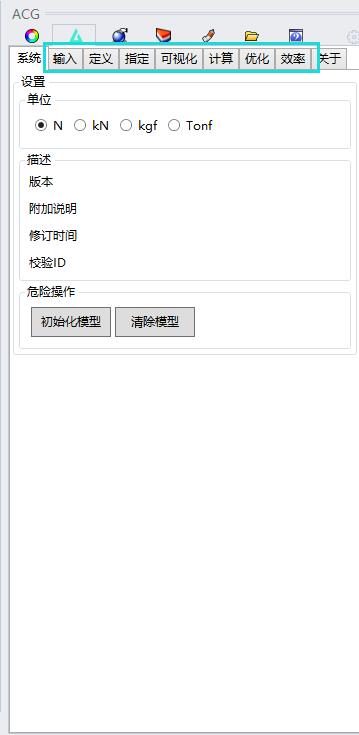 ACG
系统 输入 定义 指定 可视化 计算 优化 效率 关于
设置
单位
N kN kgf Tonf
描述
版本
附加说明
修订时间
校验ID
危险操作
初始化模型 清除模型